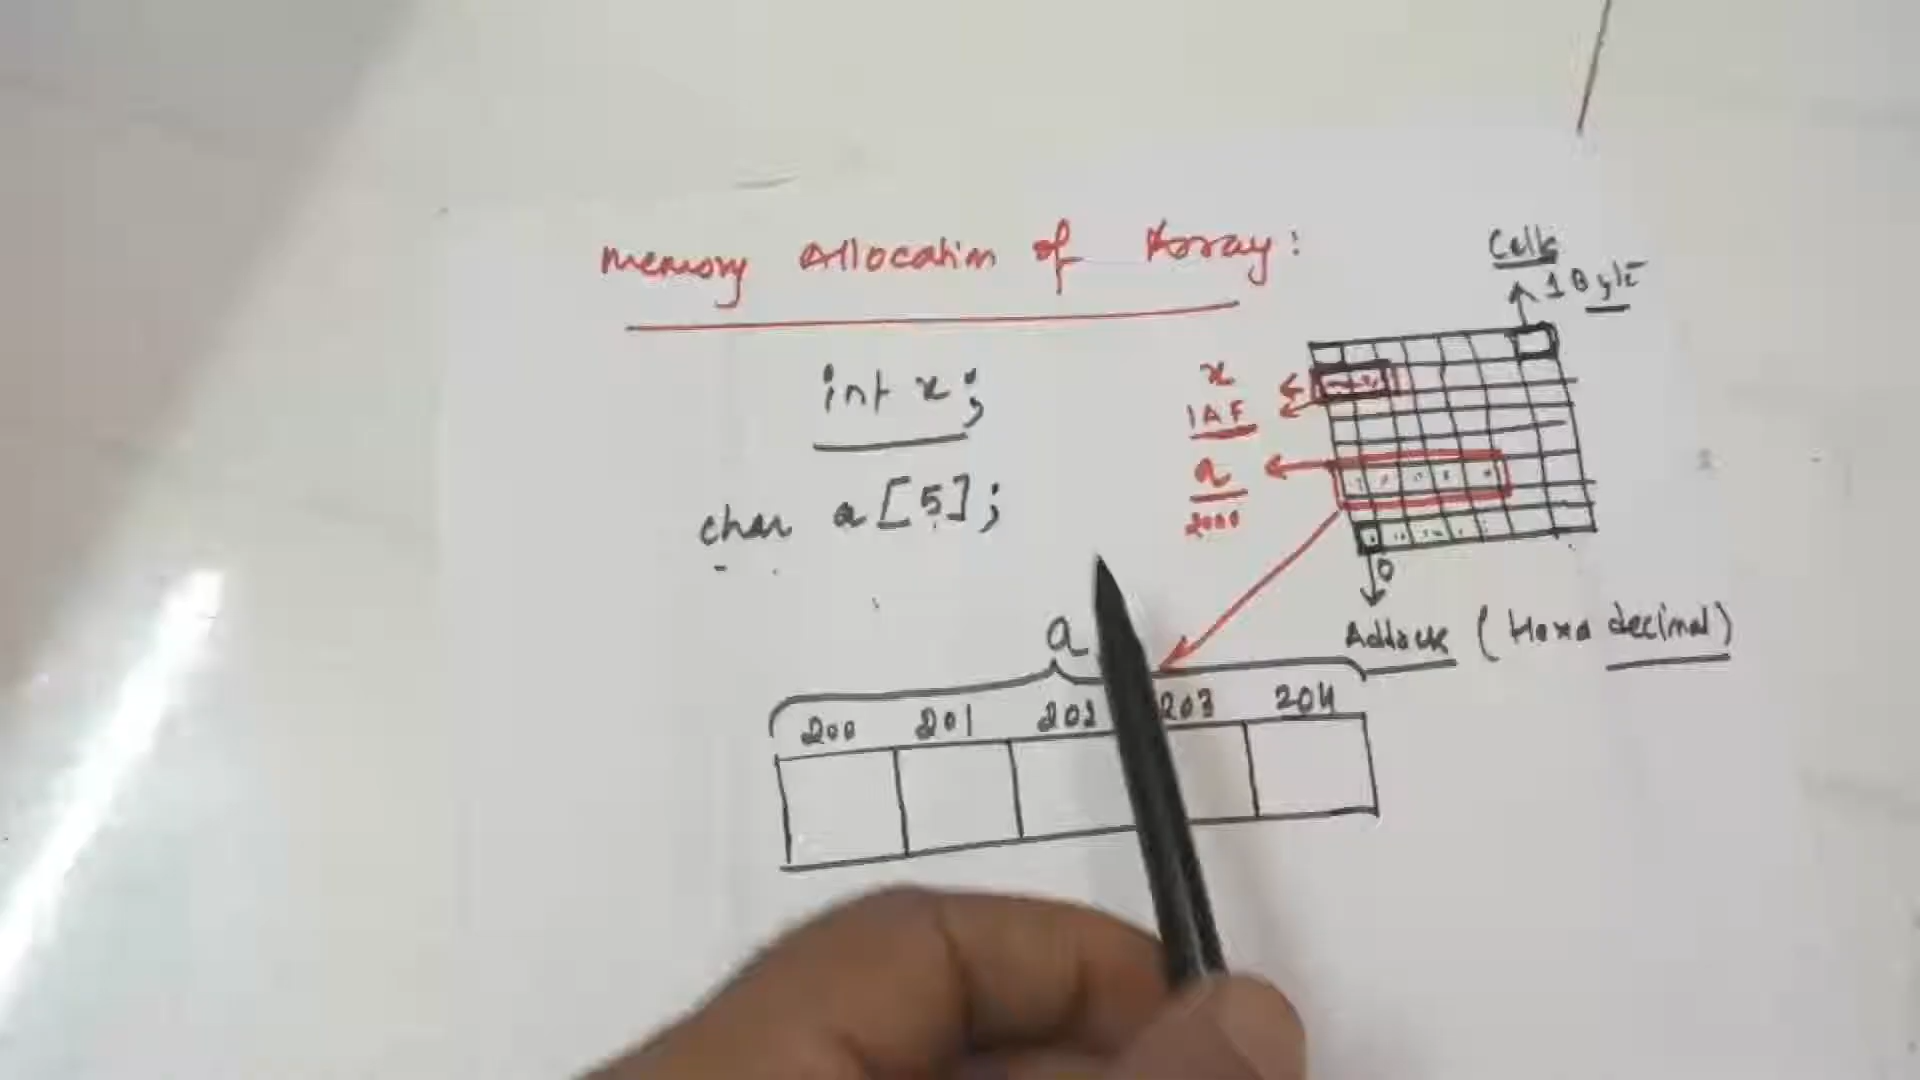 Memory Allocation of Array:
Cells
1 Byte
int x;
x
1AF
a
2000
char a[5];
0
Address (Hexa decimal)
a
200 201 202 203 204